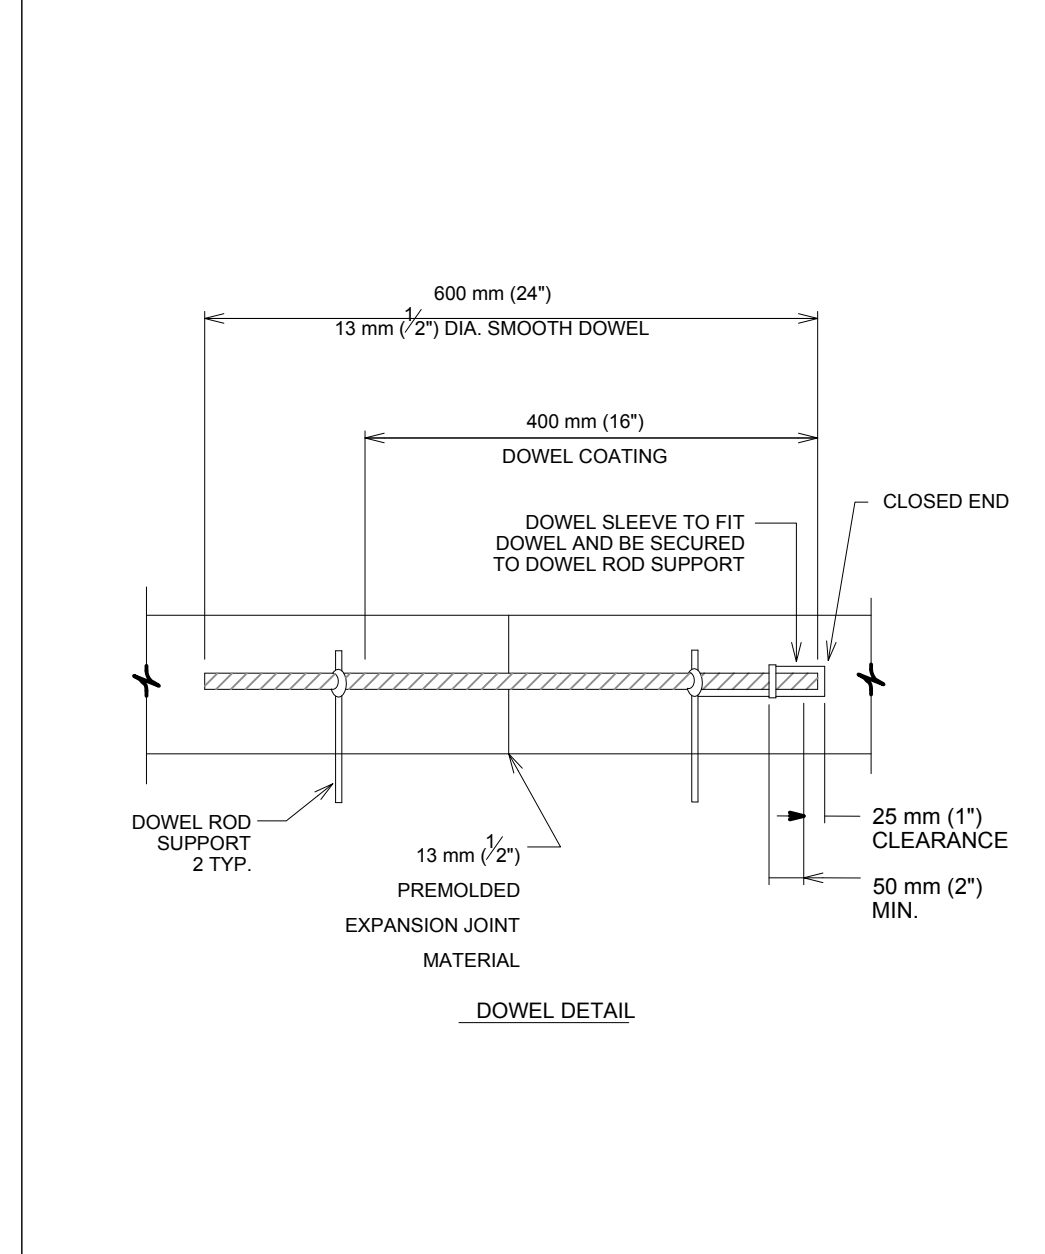 600 mm (24")
13 mm (1/2") DIA. SMOOTH DOWEL
400 mm (16")
DOWEL COATING
CLOSED END
DOWEL SLEEVE TO FIT
DOWEL AND BE SECURED
TO DOWEL ROD SUPPORT
DOWEL ROD
SUPPORT
2 TYP.
13 mm (1/2")
PREMOLDED
EXPANSION JOINT
MATERIAL
25 mm (1")
CLEARANCE
50 mm (2")
MIN.
DOWEL DETAIL